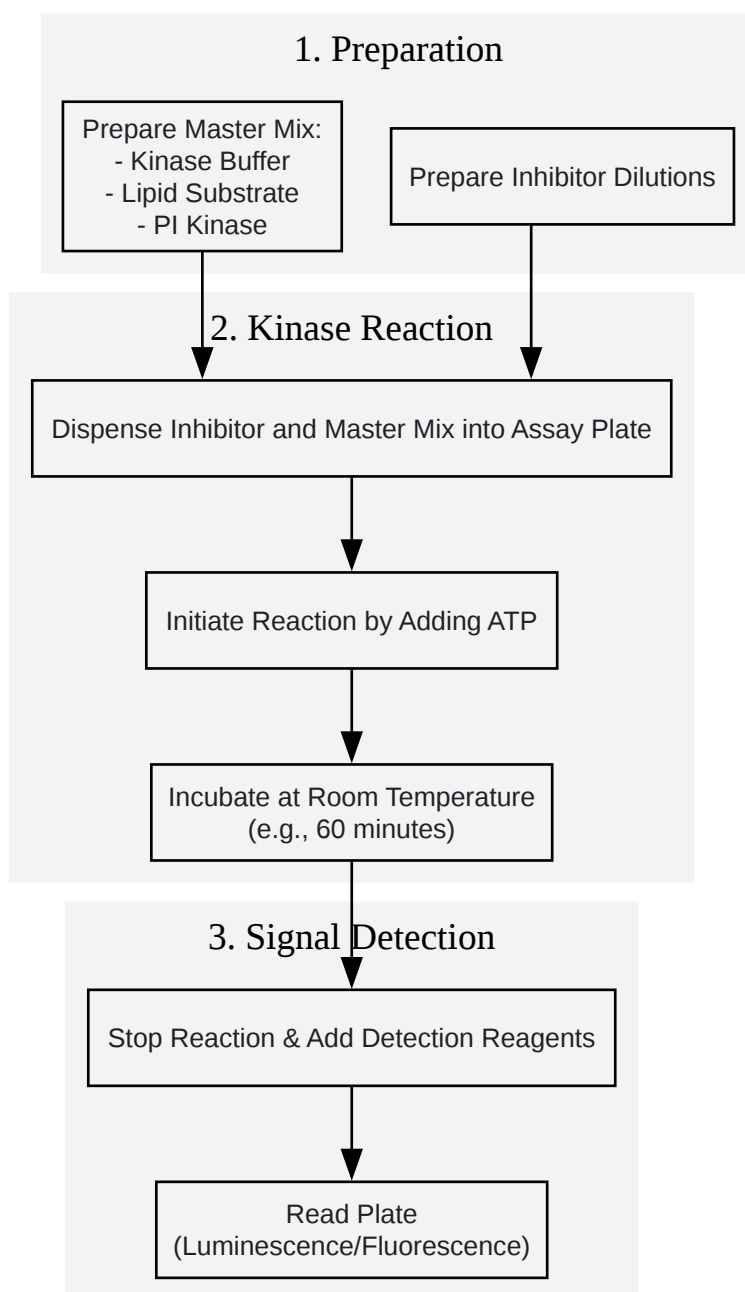 1. Preparation
Prepare Master Mix:
- Kinase Buffer
- Lipid Substrate
- PI Kinase
Prepare Inhibitor Dilutions
2. Kinase Reaction
Dispense Inhibitor and Master Mix into Assay Plate
Initiate Reaction by Adding ATP
Incubate at Room Temperature
(e.g., 60 minutes)
3. Signal Detection
Stop Reaction & Add Detection Reagents
Read Plate
(Luminescence/Fluorescence)